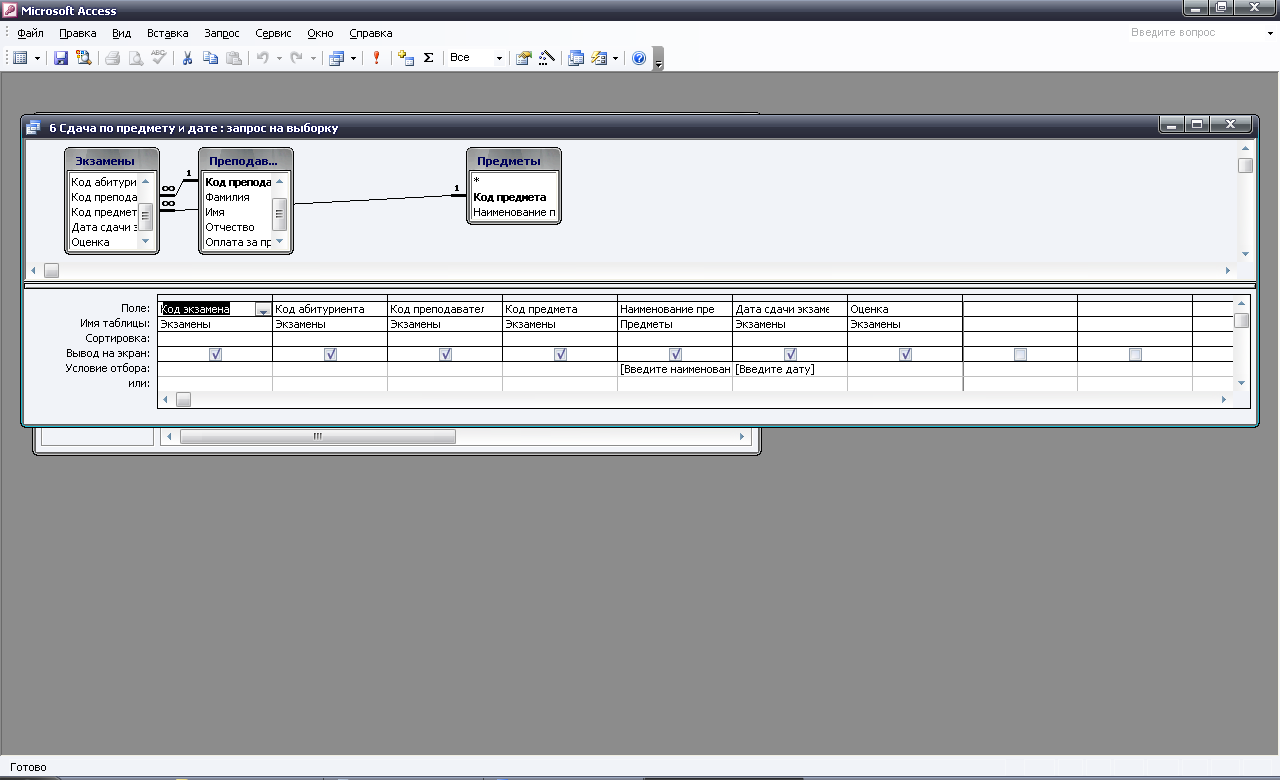 Microsoft Access
Файл Правка Вид Вставка Запрос Сервис Окно Справка Введите вопрос
Все
6 Сдача по предмету и дате : запрос на выборку
Экзамены
Код абитури
Код препода
Код предмет
Дата сдачи э
Оценка
Преподав...
Код препода
Фамилия
Имя
Отчество
Оплата за пр
Предметы
*
Код предмета
Наименование п
1
∞
∞
1
Поле: Код экзамена Код абитуриента Код преподавател Код предмета Наименование пре Дата сдачи экзаме Оценка
Имя таблицы: Экзамены Экзамены Экзамены Экзамены Предметы Экзамены Экзамены
Сортировка:
Вывод на экран:
Условие отбора: [Введите наименован [Введите дату]
или:
Готово